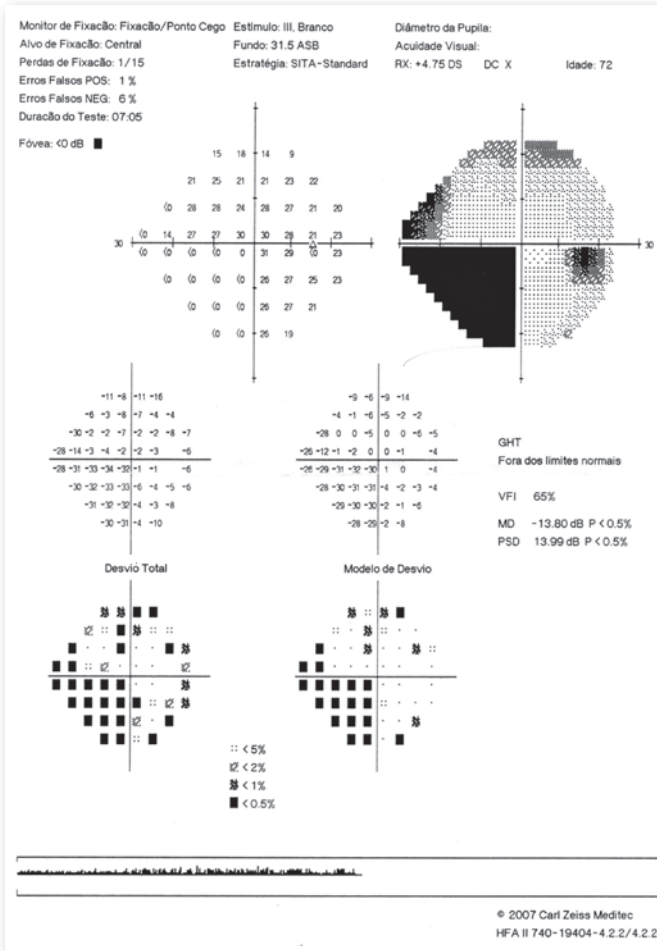 Monitor de Fixacão: Fixacão/Ponto Cego Estímulo: III, Branco Diâmetro da Pupila:
Alvo de Fixacão: Central Fundo: 31.5 ASB Acuidade Visual:
Perdas de Fixacão: 1/15 Estratégia: SITA-Standard RX: +4.75 DS DC X Idade: 72
Erros Falsos POS: 1 %
Erros Falsos NEG: 6 %
Duracão do Teste: 07:05
Fóvea: <0 dB
15 18 14 9
21 25 21 21 23 22
<0 28 28 24 28 27 21 20
<0 14 27 27 30 30 28 21 23
30 30
<0 <0 <0 <0 0 31 29 <0 23
<0 <0 <0 <0 26 27 25 23
<0 <0 <0 26 27 21
<0 <0 26 19
-11 -8 -11 -16 -9 -6 -9 -14
-6 -3 -8 -7 -4 -4 -4 -1 -6 -5 -2 -2
-30 -2 -2 -7 -2 -2 -8 -7 -28 0 0 -5 0 0 -6 -5
-28 -14 -3 -4 -2 -2 -3 -6 -26 -12 -1 -2 0 0 -1 -4
-28 -31 -33 -34 -32 -1 -1 -6 -26 -29 -31 -32 -30 1 0 -4
-30 -32 -33 -33 -6 -4 -5 -6 -28 -30 -31 -31 -4 -2 -3 -4
-31 -32 -32 -4 -3 -8 -29 -30 -30 -2 -1 -6
-30 -31 -4 -10 -28 -29 -2 -8
GHT
Fora dos limites normais
VFI 65%
MD -13.80 dB P < 0.5%
PSD 13.99 dB P < 0.5%
Desvio Total Modelo de Desvio
< 5%
< 2%
< 1%
< 0.5%
© 2007 Carl Zeiss Meditec
HFA II 740-19404-4.2.2/4.2.2